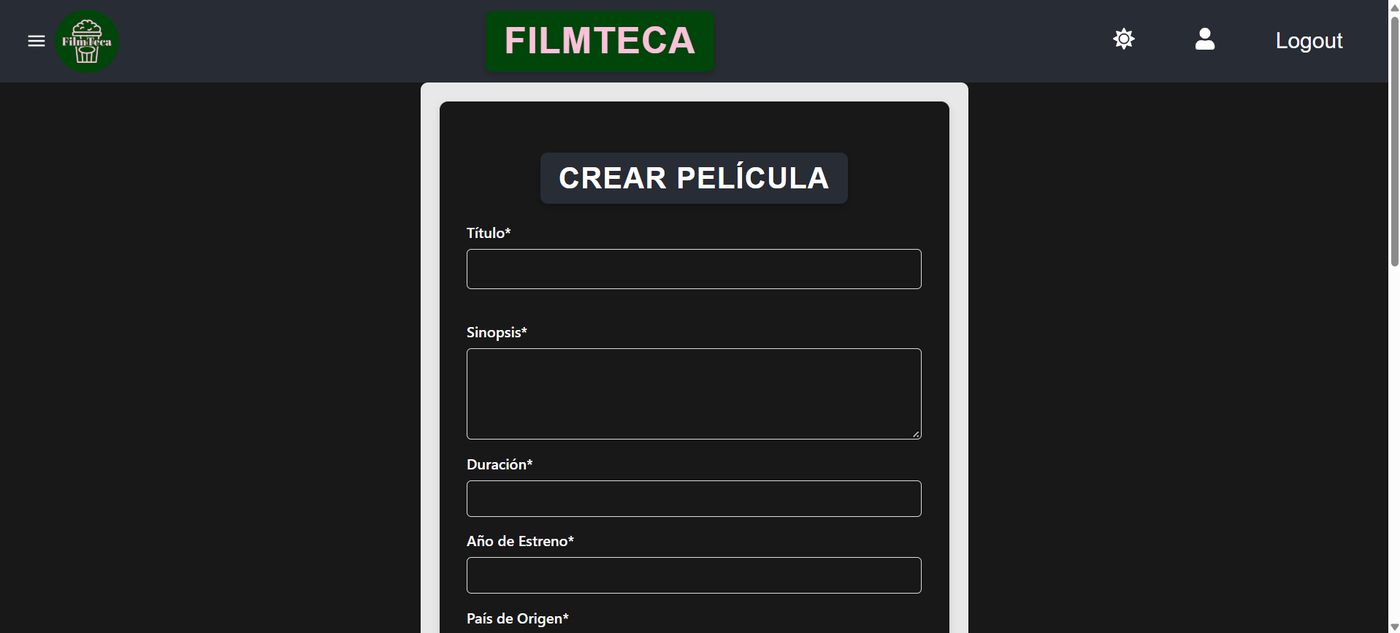 FilmTeca
FILMTECA
Logout
CREAR PELÍCULA
Título*
Sinopsis*
Duración*
Año de Estreno*
País de Origen*